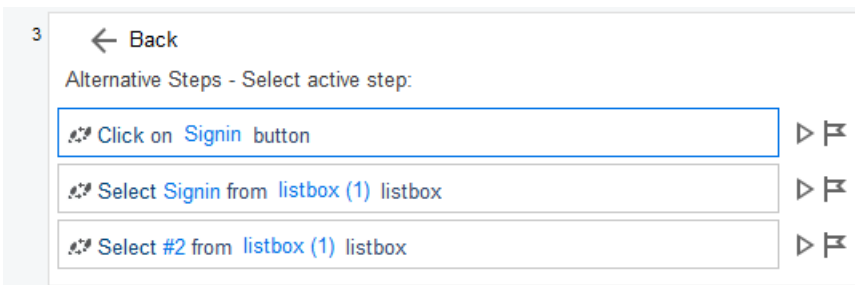 3
Back
Alternative Steps - Select active step:
Click on Signin button
Select Signin from listbox (1) listbox
Select #2 from listbox (1) listbox